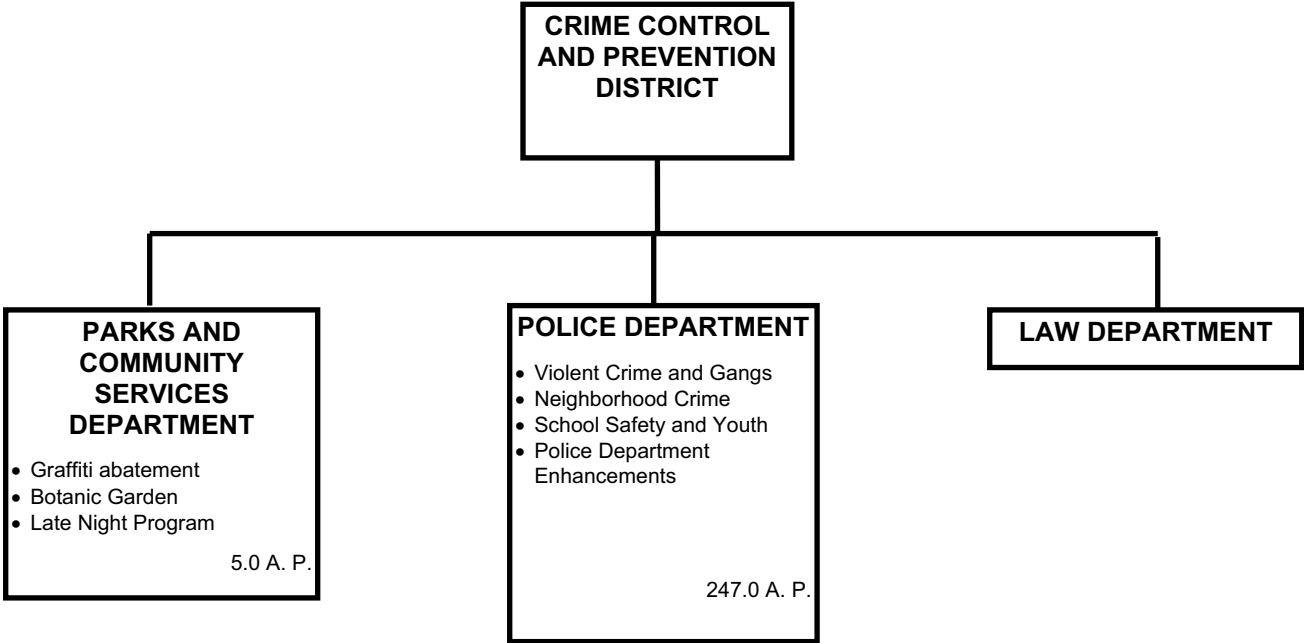 CRIME CONTROL
AND PREVENTION
DISTRICT
PARKS AND
COMMUNITY
SERVICES
DEPARTMENT
• Graffiti abatement
• Botanic Garden
• Late Night Program
5.0 A. P.
POLICE DEPARTMENT
• Violent Crime and Gangs
• Neighborhood Crime
• School Safety and Youth
• Police Department
Enhancements
247.0 A. P.
LAW DEPARTMENT